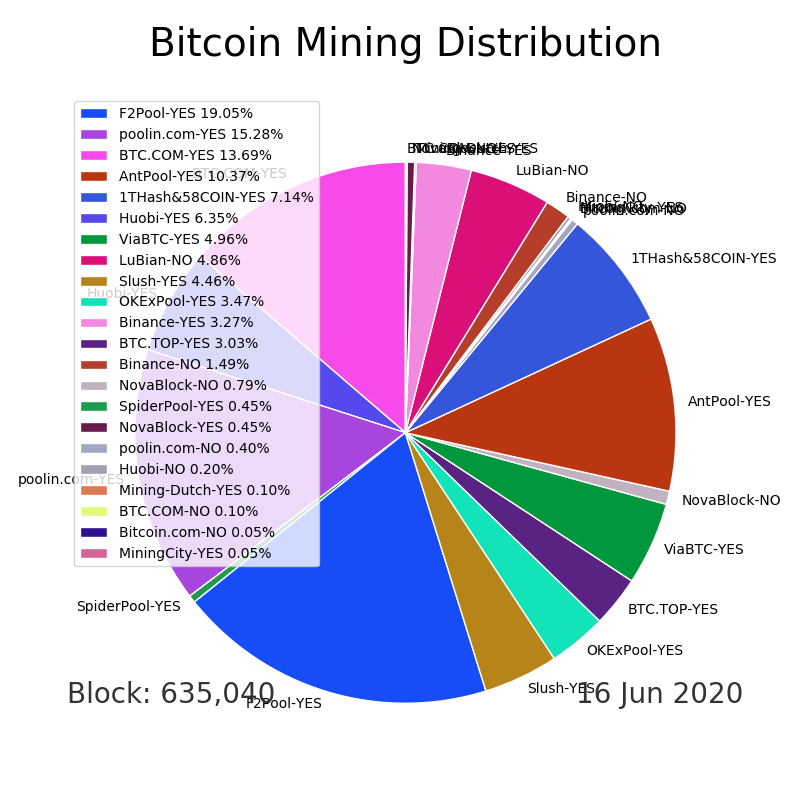 Bitcoin Mining Distribution
F2Pool-YES 19.05%
poolin.com-YES 15.28%
BTC.COM-YES 13.69%
AntPool-YES 10.37%
1THash&58COIN-YES 7.14%
Huobi-YES 6.35%
ViaBTC-YES 4.96%
LuBian-NO 4.86%
Slush-YES 4.46%
OKExPool-YES 3.47%
Binance-YES 3.27%
BTC.TOP-YES 3.03%
Binance-NO 1.49%
NovaBlock-NO 0.79%
SpiderPool-YES 0.45%
NovaBlock-YES 0.45%
poolin.com-NO 0.40%
Huobi-NO 0.20%
Mining-Dutch-YES 0.10%
BTC.COM-NO 0.10%
Bitcoin.com-NO 0.05%
MiningCity-YES 0.05%
Binance-YES
LuBian-NO
Binance-NO
MiningCity-YES
poolin.com-NO
1THash&58COIN-YES
AntPool-YES
NovaBlock-NO
ViaBTC-YES
BTC.TOP-YES
OKExPool-YES
Slush-YES
F2Pool-YES
SpiderPool-YES
poolin.com-YES
Huobi-YES
BTC.COM-YES
Block: 635,040
16 Jun 2020